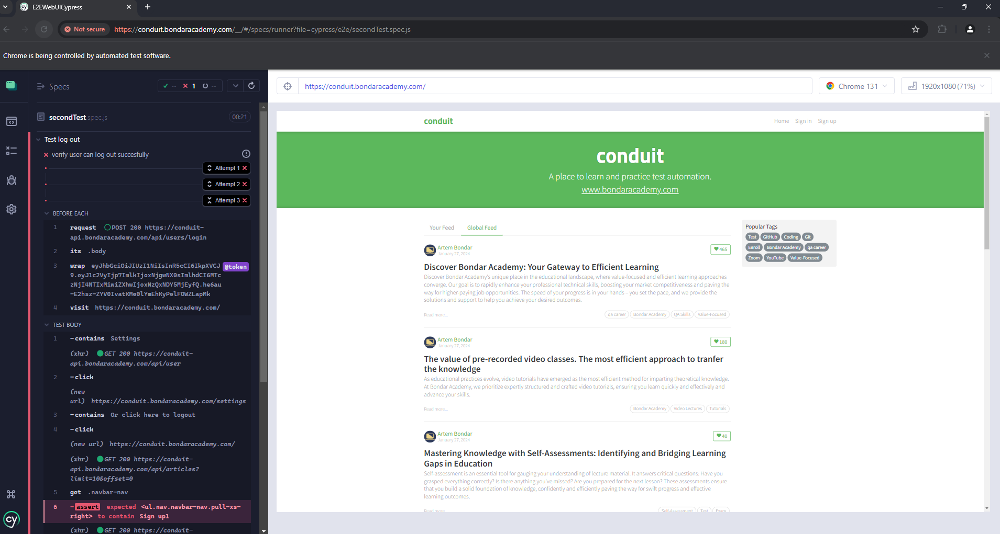 E2EWebUICypress
Not secure https://conduit.bondaracademy.com/__/#/specs/runner?file=cypress/e2e/secondTest.spec.js
Chrome is being controlled by automated test software.
Specs
-- 1 --
secondTest.spec.js 00:21
Test log out
verify user can log out succesfully
Attempt 1
Attempt 2
Attempt 3
BEFORE EACH
1 request POST 200 https://conduit-
api.bondaracademy.com/api/users/login
2 its .body
3 wrap eyJhbGciOiJIUzI1NiIsInR5cCI6IkpXVCJ @token
9.eyJ1c2VyIjp7ImlkIjoxNjgwNX0sImlhdCI6MTc
zNjI4NTIxMiwiZXhwIjoxNzQxNDY5MjEyfQ.he6au
-E2hsz-ZYV0IvatKMe0lYmEhKyPelFOWZLapMk
4 visit https://conduit.bondaracademy.com/
TEST BODY
1 -contains Settings
(xhr) GET 200 https://conduit-
api.bondaracademy.com/api/user
2 -click
(new
url) https://conduit.bondaracademy.com/settings
3 -contains Or click here to logout
4 -click
(new url) https://conduit.bondaracademy.com/
(xhr) GET 200 https://conduit-
api.bondaracademy.com/api/articles?
limit=10&offset=0
5 get .navbar-nav
6 -assert expected <ul.nav.navbar-nav.pull-xs-
right> to contain Sign up1
(xhr) GET 200 https://conduit-
cy
https://conduit.bondaracademy.com/
Chrome 131
1920x1080 (71%)
conduit
Home Sign in Sign up
conduit
A place to learn and practice test automation.
www.bondaracademy.com
Your Feed Global Feed
Artem Bondar
January 27, 2024
465
Discover Bondar Academy: Your Gateway to Efficient Learning
Discover Bondar Academy's unique place in the educational landscape, where value-focused and efficient learning approaches
converge. Our goal is to rapidly enhance your professional technical skills, boosting your market competitiveness and paving the
way for higher-paying job opportunities. The speed of your progress is in your hands – you set the pace, and we provide the
solutions and support to help you achieve your desired outcomes.
Read more...
qa career Bondar Academy QA Skills Value-Focused
Artem Bondar
January 27, 2024
180
The value of pre-recorded video classes. The most efficient approach to tranfer
the knowledge
As educational practices evolve, video tutorials have emerged as the most efficient method for imparting theoretical knowledge.
At Bondar Academy, we prioritize expertly structured and crafted video tutorials, ensuring you learn quickly and effectively and
advance your skills.
Read more...
Bondar Academy Video Lectures Tutorials
Artem Bondar
January 27, 2024
40
Mastering Knowledge with Self-Assessments: Identifying and Bridging Learning
Gaps in Education
Self-assessment is an essential tool for gauging your understanding of lecture material. It answers critical questions: Have you
grasped everything correctly? Is there anything you've missed? Are you prepared for the next lesson? These assessments ensure
that you build a solid foundation of knowledge, confidently and efficiently paving the way for swift progress and effective
learning outcomes.
Read more...
Self-Assessment Test Exam
Popular Tags
Test GitHub Coding Git
Enroll Bondar Academy qa career
Zoom YouTube Value-Focused